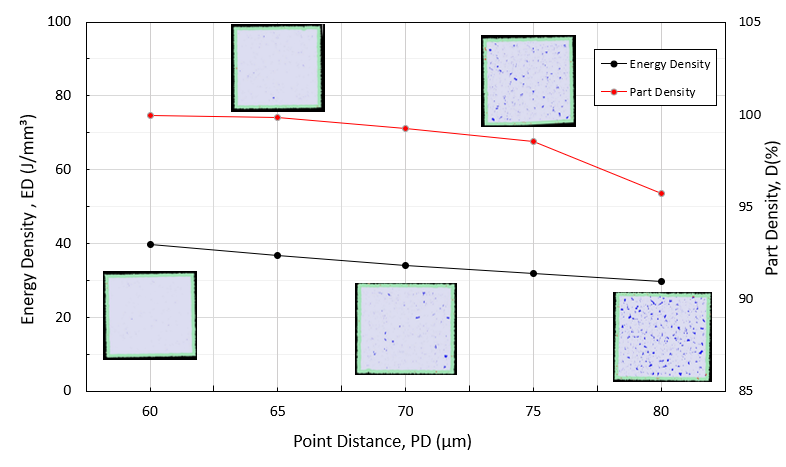 100
80
60
40
20
0
Energy Density , ED (J/mm³)
105
100
95
90
85
Part Density, D(%)
Energy Density
Part Density
60 65 70 75 80
Point Distance, PD (μm)